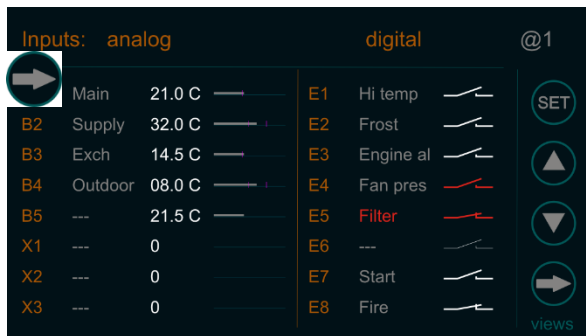 Inputs: analog digital @1
Main 21.0 C E1 Hi temp SET
B2 Supply 32.0 C E2 Frost
B3 Exch 14.5 C E3 Engine al
B4 Outdoor 08.0 C E4 Fan pres
B5 --- 21.5 C E5 Filter
X1 --- 0 E6 ---
X2 --- 0 E7 Start
X3 --- 0 E8 Fire
views